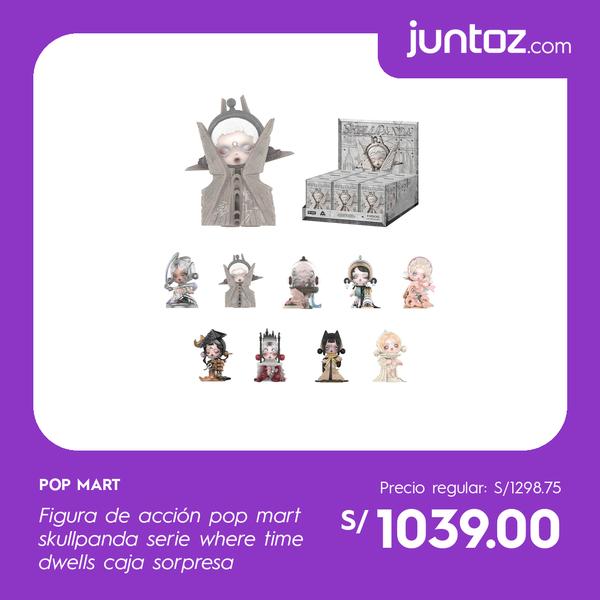 juntoz.com
SKULLPANDA
POP MART
Precio regular: S/1298.75
Figura de acción pop mart
skullpanda serie where time
dwells caja sorpresa
S/ 1039.00